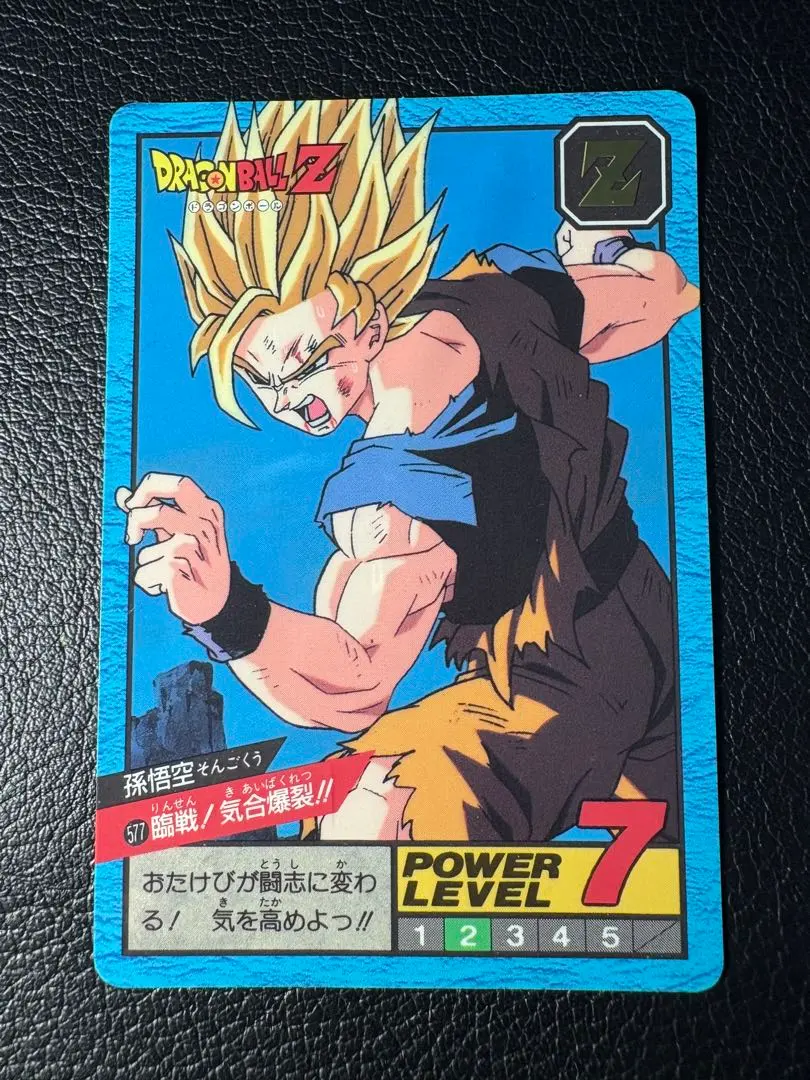 DRAGONBALL Z
ドラゴンボール
Z
孫悟空 そんごくう
りんせん き あいばくれつ
577 臨戦! 気合爆裂!!
とうし か
おたけびが闘志に変わ
き たか
る! 気を高めよっ!!
POWER
LEVEL 7
1 2 3 4 5